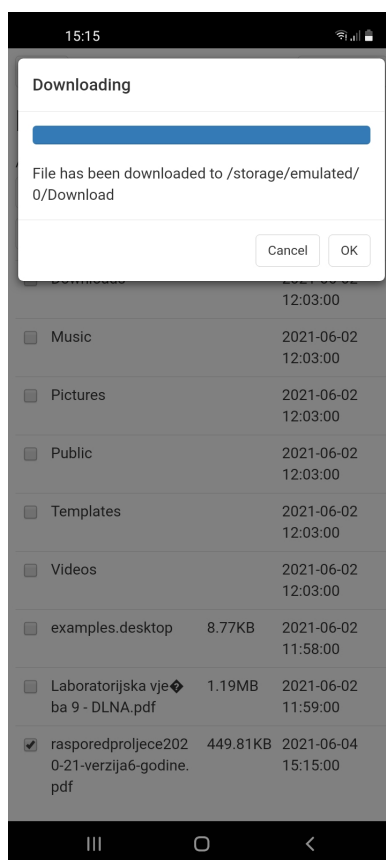 15:15
Downloading
File has been downloaded to /storage/emulated/
0/Download
Cancel OK
Downloads 2021-06-02
12:03:00
Music 2021-06-02
12:03:00
Pictures 2021-06-02
12:03:00
Public 2021-06-02
12:03:00
Templates 2021-06-02
12:03:00
Videos 2021-06-02
12:03:00
examples.desktop 8.77KB 2021-06-02
11:58:00
Laboratorijska vje� 1.19MB 2021-06-02
ba 9 - DLNA.pdf 11:59:00
rasporedproljece202 449.81KB 2021-06-04
0-21-verzija6-godine. 15:15:00
pdf